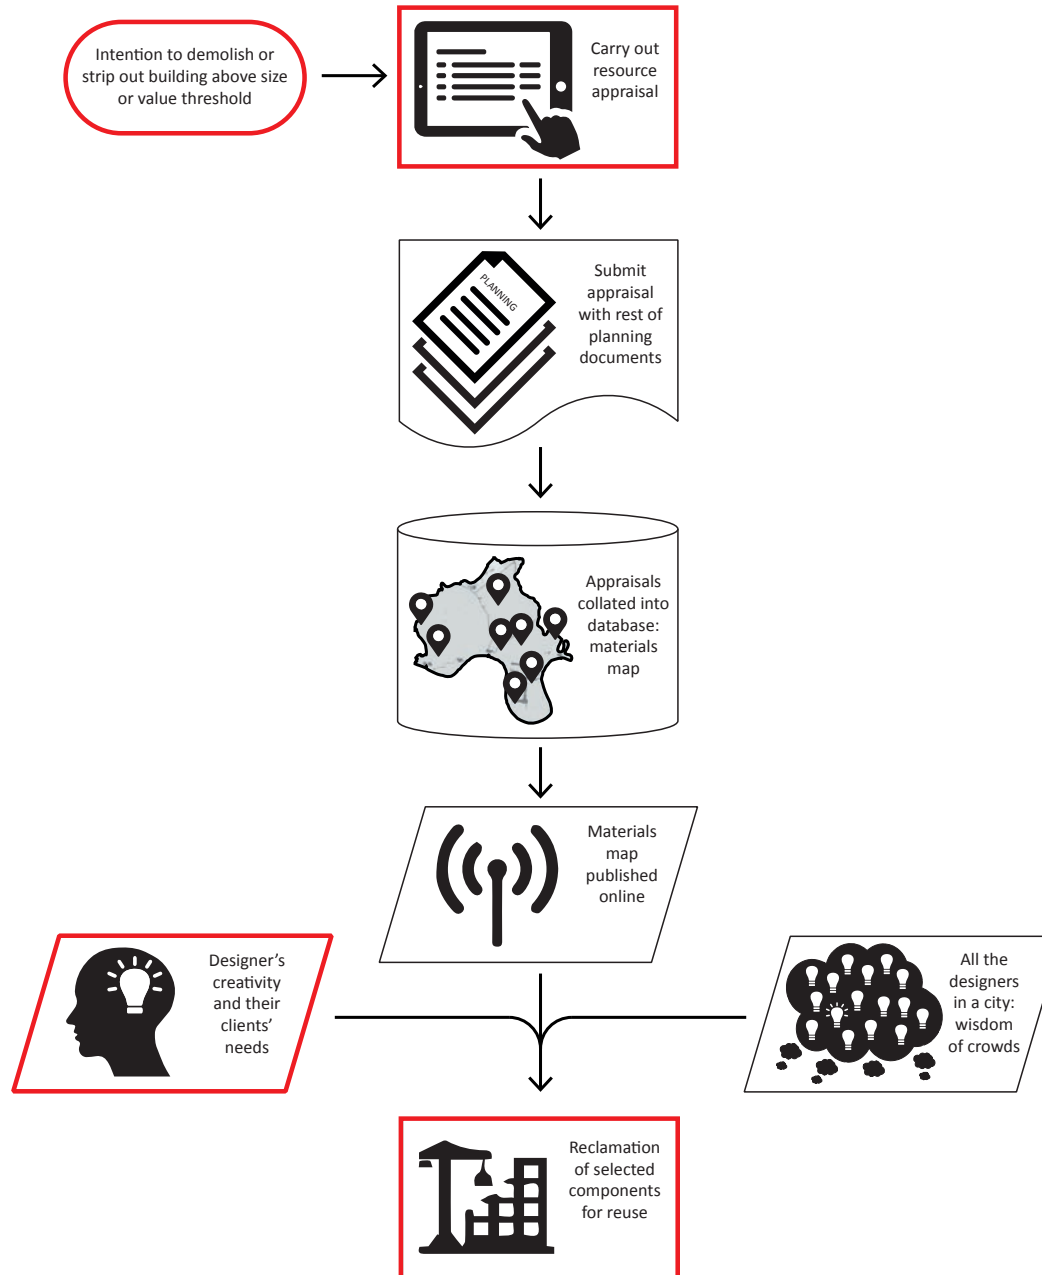 Intention to demolish or
strip out building above size
or value threshold
Carry out
resource
appraisal
PLANNING
Submit
appraisal
with rest of
planning
documents
Appraisals
collated into
database:
materials
map
Materials
map
published
online
Designer's
creativity
and their
clients'
needs
All the
designers
in a city:
wisdom
of crowds
Reclamation
of selected
components
for reuse